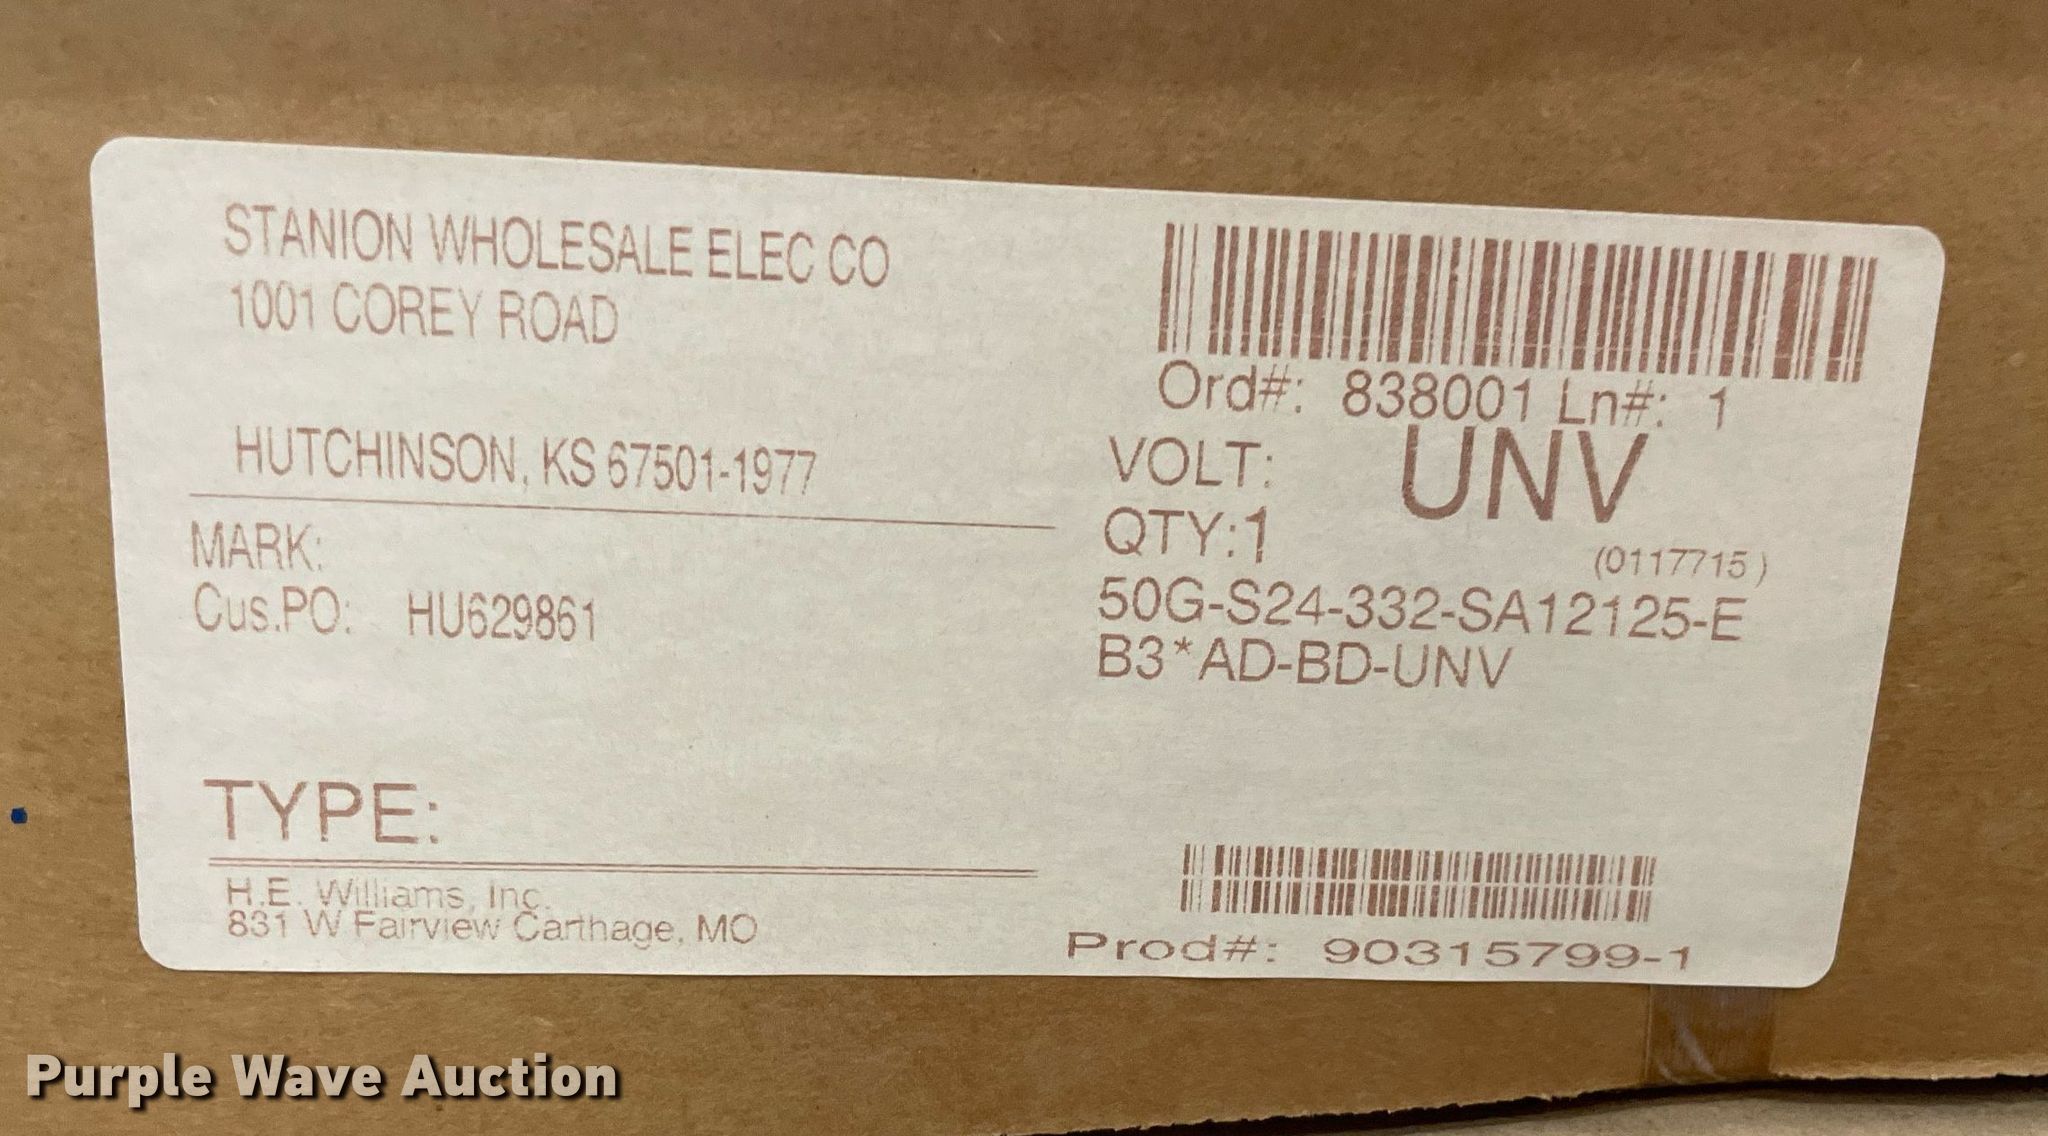 STANION WHOLESALE ELEC CO
1001 COREY ROAD
HUTCHINSON, KS 67501-1977
MARK:
Cus.PO: HU629861
TYPE:
H.E. Williams, Inc.
831 W Fairview Carthage, MO
Ord#: 838001 Ln#: 1
VOLT: UNV
QTY:1
(0117715)
50G-S24-332-SA12125-E
B3*AD-BD-UNV
Prod#: 90315799-1
Purple Wave Auction